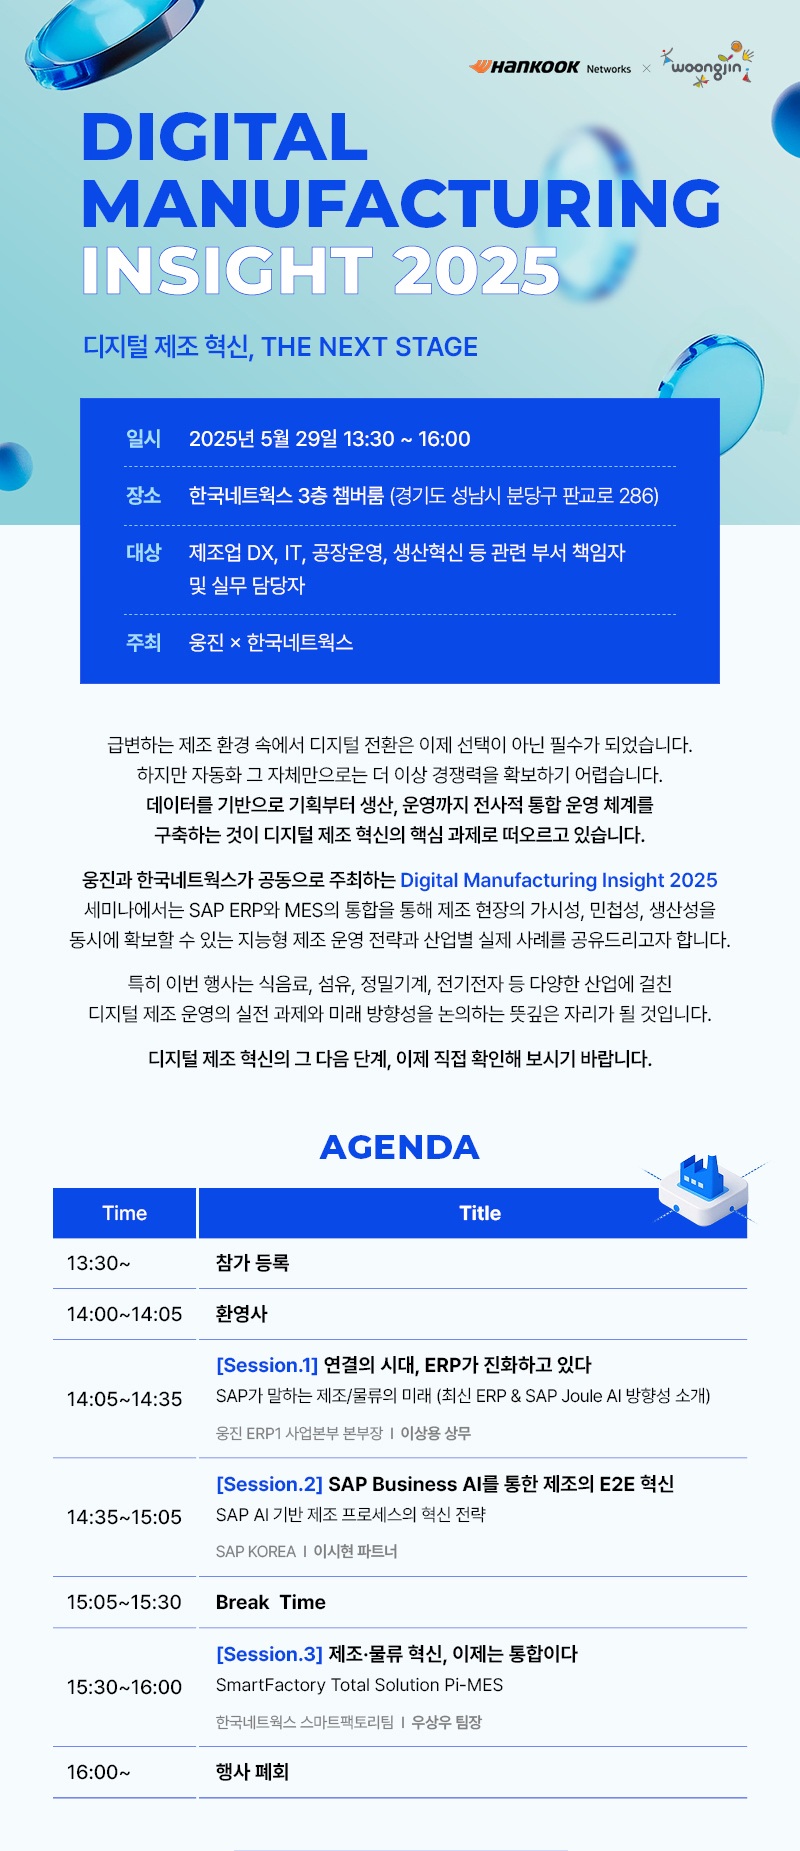 HANKOOK Networks × woongjin
DIGITAL
MANUFACTURING
INSIGHT 2025
디지털 제조 혁신, THE NEXT STAGE
일시 2025년 5월 29일 13:30 ~ 16:00
장소 한국네트웍스 3층 챔버룸 (경기도 성남시 분당구 판교로 286)
대상 제조업 DX, IT, 공장운영, 생산혁신 등 관련 부서 책임자
및 실무 담당자
주최 웅진 × 한국네트웍스
급변하는 제조 환경 속에서 디지털 전환은 이제 선택이 아닌 필수가 되었습니다.
하지만 자동화 그 자체만으로는 더 이상 경쟁력을 확보하기 어렵습니다.
데이터를 기반으로 기획부터 생산, 운영까지 전사적 통합 운영 체계를
구축하는 것이 디지털 제조 혁신의 핵심 과제로 떠오르고 있습니다.
웅진과 한국네트웍스가 공동으로 주최하는 Digital Manufacturing Insight 2025
세미나에서는 SAP ERP와 MES의 통합을 통해 제조 현장의 가시성, 민첩성, 생산성을
동시에 확보할 수 있는 지능형 제조 운영 전략과 산업별 실제 사례를 공유드리고자 합니다.
특히 이번 행사는 식음료, 섬유, 정밀기계, 전기전자 등 다양한 산업에 걸친
디지털 제조 운영의 실전 과제와 미래 방향성을 논의하는 뜻깊은 자리가 될 것입니다.
디지털 제조 혁신의 그 다음 단계, 이제 직접 확인해 보시기 바랍니다.
AGENDA
Time Title
13:30~ 참가 등록
14:00~14:05 환영사
[Session.1] 연결의 시대, ERP가 진화하고 있다
14:05~14:35 SAP가 말하는 제조/물류의 미래 (최신 ERP & SAP Joule AI 방향성 소개)
웅진 ERP1 사업본부 본부장 I 이상용 상무
[Session.2] SAP Business AI를 통한 제조의 E2E 혁신
14:35~15:05 SAP AI 기반 제조 프로세스의 혁신 전략
SAP KOREA I 이시현 파트너
15:05~15:30 Break Time
[Session.3] 제조·물류 혁신, 이제는 통합이다
15:30~16:00 SmartFactory Total Solution Pi-MES
한국네트웍스 스마트팩토리팀 I 우상우 팀장
16:00~ 행사 폐회